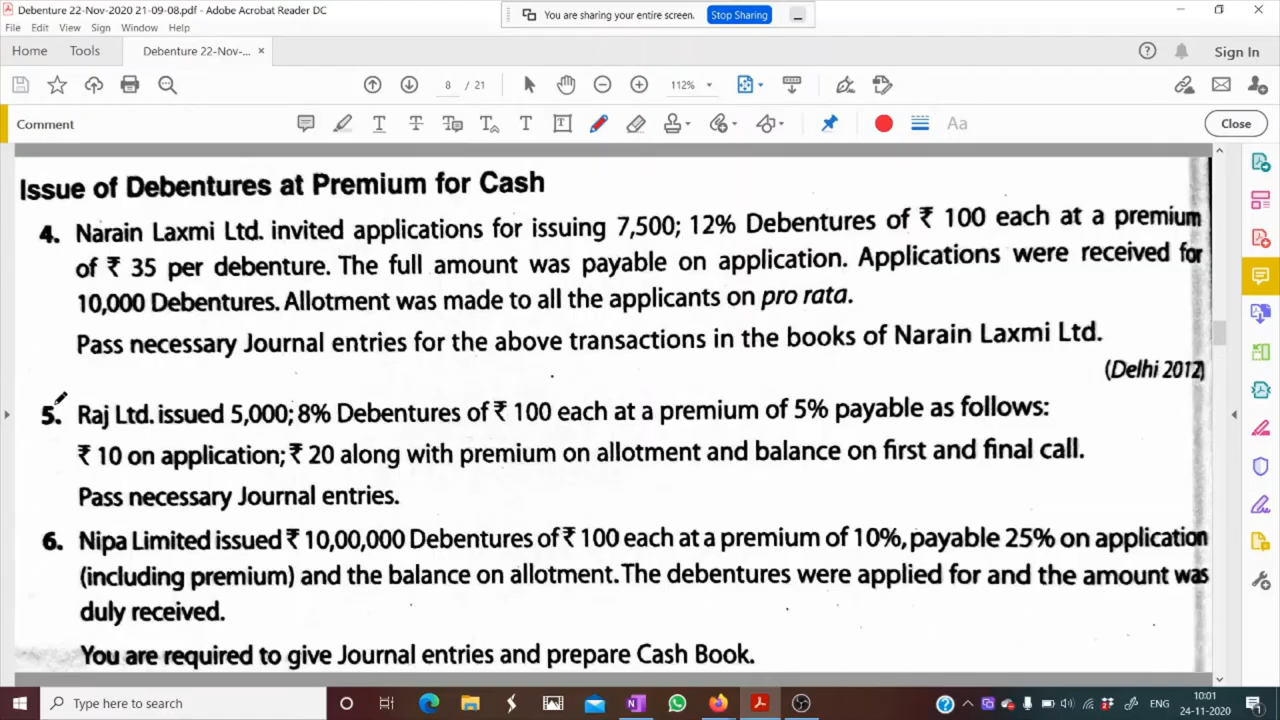 Debenture 22-Nov-2020 21-09-08.pdf - Adobe Acrobat Reader DC
You are sharing your entire screen. Stop Sharing
File Edit View Sign Window Help
Home Tools Debenture 22-Nov-... × Sign In
8 / 21 112%
Comment Aa Close
Issue of Debentures at Premium for Cash
4. Narain Laxmi Ltd. invited applications for issuing 7,500; 12% Debentures of ₹ 100 each at a premium
of ₹ 35 per debenture. The full amount was payable on application. Applications were received for
10,000 Debentures. Allotment was made to all the applicants on pro rata.
Pass necessary Journal entries for the above transactions in the books of Narain Laxmi Ltd.
(Delhi 2012)
5. Raj Ltd. issued 5,000; 8% Debentures of ₹ 100 each at a premium of 5% payable as follows:
₹ 10 on application; ₹ 20 along with premium on allotment and balance on first and final call.
Pass necessary Journal entries.
6. Nipa Limited issued ₹ 10,00,000 Debentures of ₹ 100 each at a premium of 10%, payable 25% on application
(including premium) and the balance on allotment. The debentures were applied for and the amount was
duly received.
You are required to give Journal entries and prepare Cash Book.
Type here to search
ENG
10:01
24-11-2020